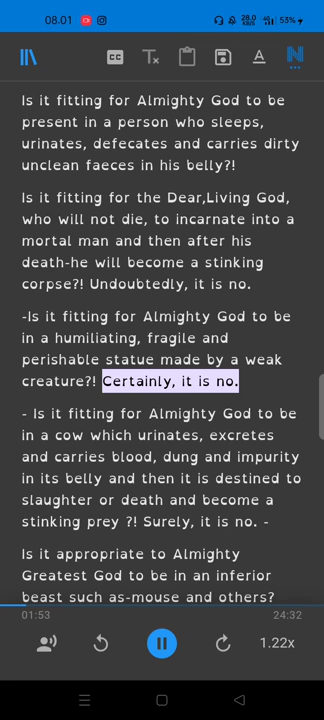 08.01
28.0
KB/S
53%
CC
Is it fitting for Almighty God to be
present in a person who sleeps,
urinates, defecates and carries dirty
unclean faeces in his belly?!
Is it fitting for the Dear,Living God,
who will not die, to incarnate into a
mortal man and then after his
death-he will become a stinking
corpse?! Undoubtedly, it is no.
-Is it fitting for Almighty God to be
in a humiliating, fragile and
perishable statue made by a weak
creature?! Certainly, it is no.
- Is it fitting for Almighty God to be
in a cow which urinates, excretes
and carries blood, dung and impurity
in its belly and then it is destined to
slaughter or death and become a
stinking prey ?! Surely, it is no. -
Is it appropriate to Almighty
Greatest God to be in an inferior
beast such as-mouse and others?
01:53
24:32
1.22x